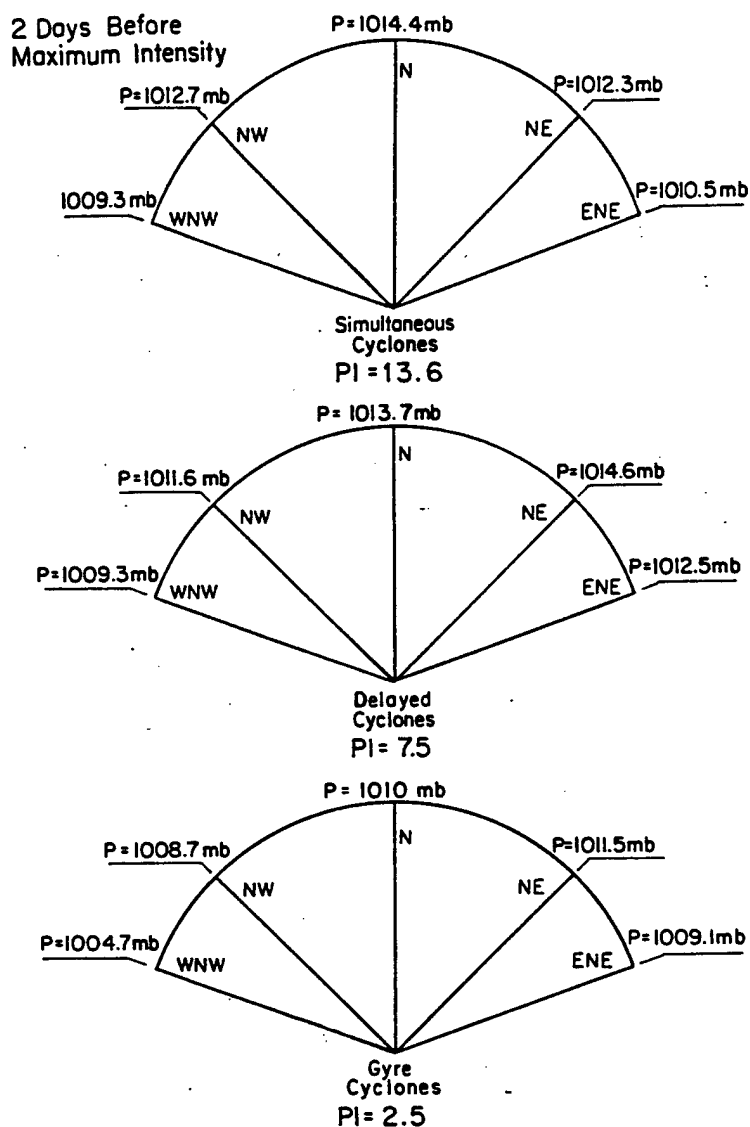 2 Days Before
Maximum Intensity
P=1014.4mb
N
P=1012.7mb
NW
P=1012.3mb
NE
1009.3mb
WNW
P=1010.5mb
ENE
Simultaneous
Cyclones
PI = 13.6
P= 1013.7mb
N
P=1011.6 mb
NW
P=1014.6mb
NE
P=1009.3mb
WNW
P=1012.5mb
ENE
Delayed
Cyclones
PI= 7.5
P= 1010 mb
N
P=1008.7mb
NW
P=1011.5mb
NE
P=1004.7mb
WNW
P=1009.1mb
ENE
Gyre
Cyclones
PI= 2.5